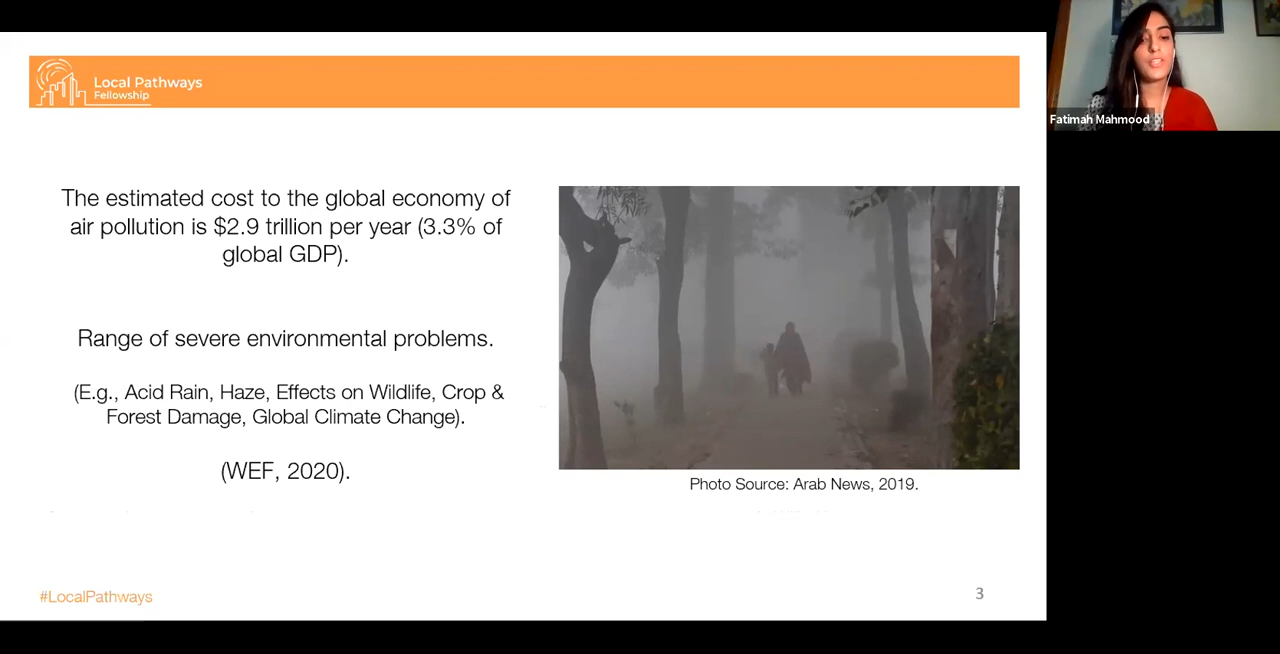 Local Pathways
Fellowship
Fatimah Mahmood
The estimated cost to the global economy of
air pollution is $2.9 trillion per year (3.3% of
global GDP).
Range of severe environmental problems.
(E.g., Acid Rain, Haze, Effects on Wildlife, Crop &
Forest Damage, Global Climate Change).
(WEF, 2020).
Photo Source: Arab News, 2019.
#LocalPathways
3